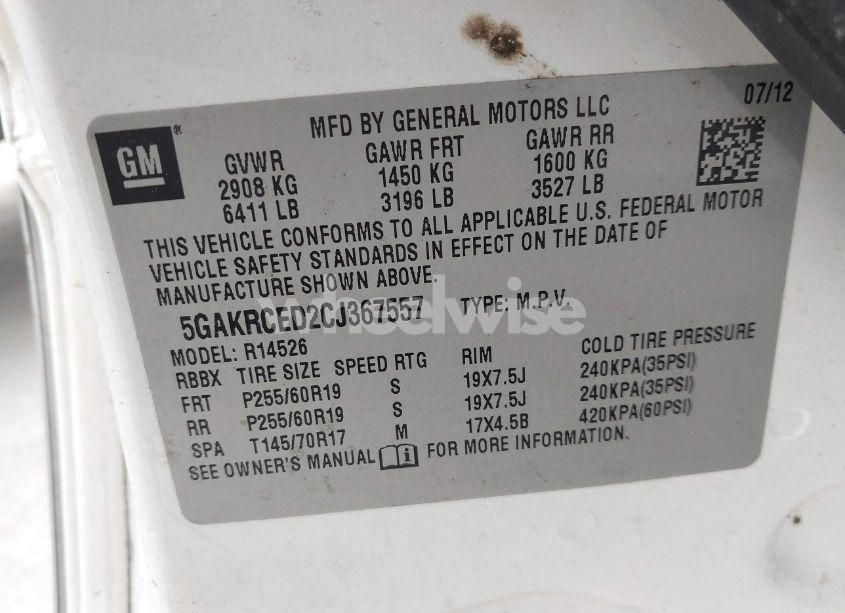 07/12
MFD BY GENERAL MOTORS LLC
GM
GVWR GAWR FRT GAWR RR
2908 KG 1450 KG 1600 KG
6411 LB 3196 LB 3527 LB
THIS VEHICLE CONFORMS TO ALL APPLICABLE U.S. FEDERAL MOTOR
VEHICLE SAFETY STANDARDS IN EFFECT ON THE DATE OF
MANUFACTURE SHOWN ABOVE.
5GAKRCED2CJ367557 TYPE: M.P.V.
wheelwise
MODEL: R14526
RBBX TIRE SIZE SPEED RTG RIM COLD TIRE PRESSURE
FRT P255/60R19 S 19X7.5J 240KPA(35PSI)
RR P255/60R19 S 19X7.5J 240KPA(35PSI)
SPA T145/70R17 M 17X4.5B 420KPA(60PSI)
SEE OWNER'S MANUAL FOR MORE INFORMATION.